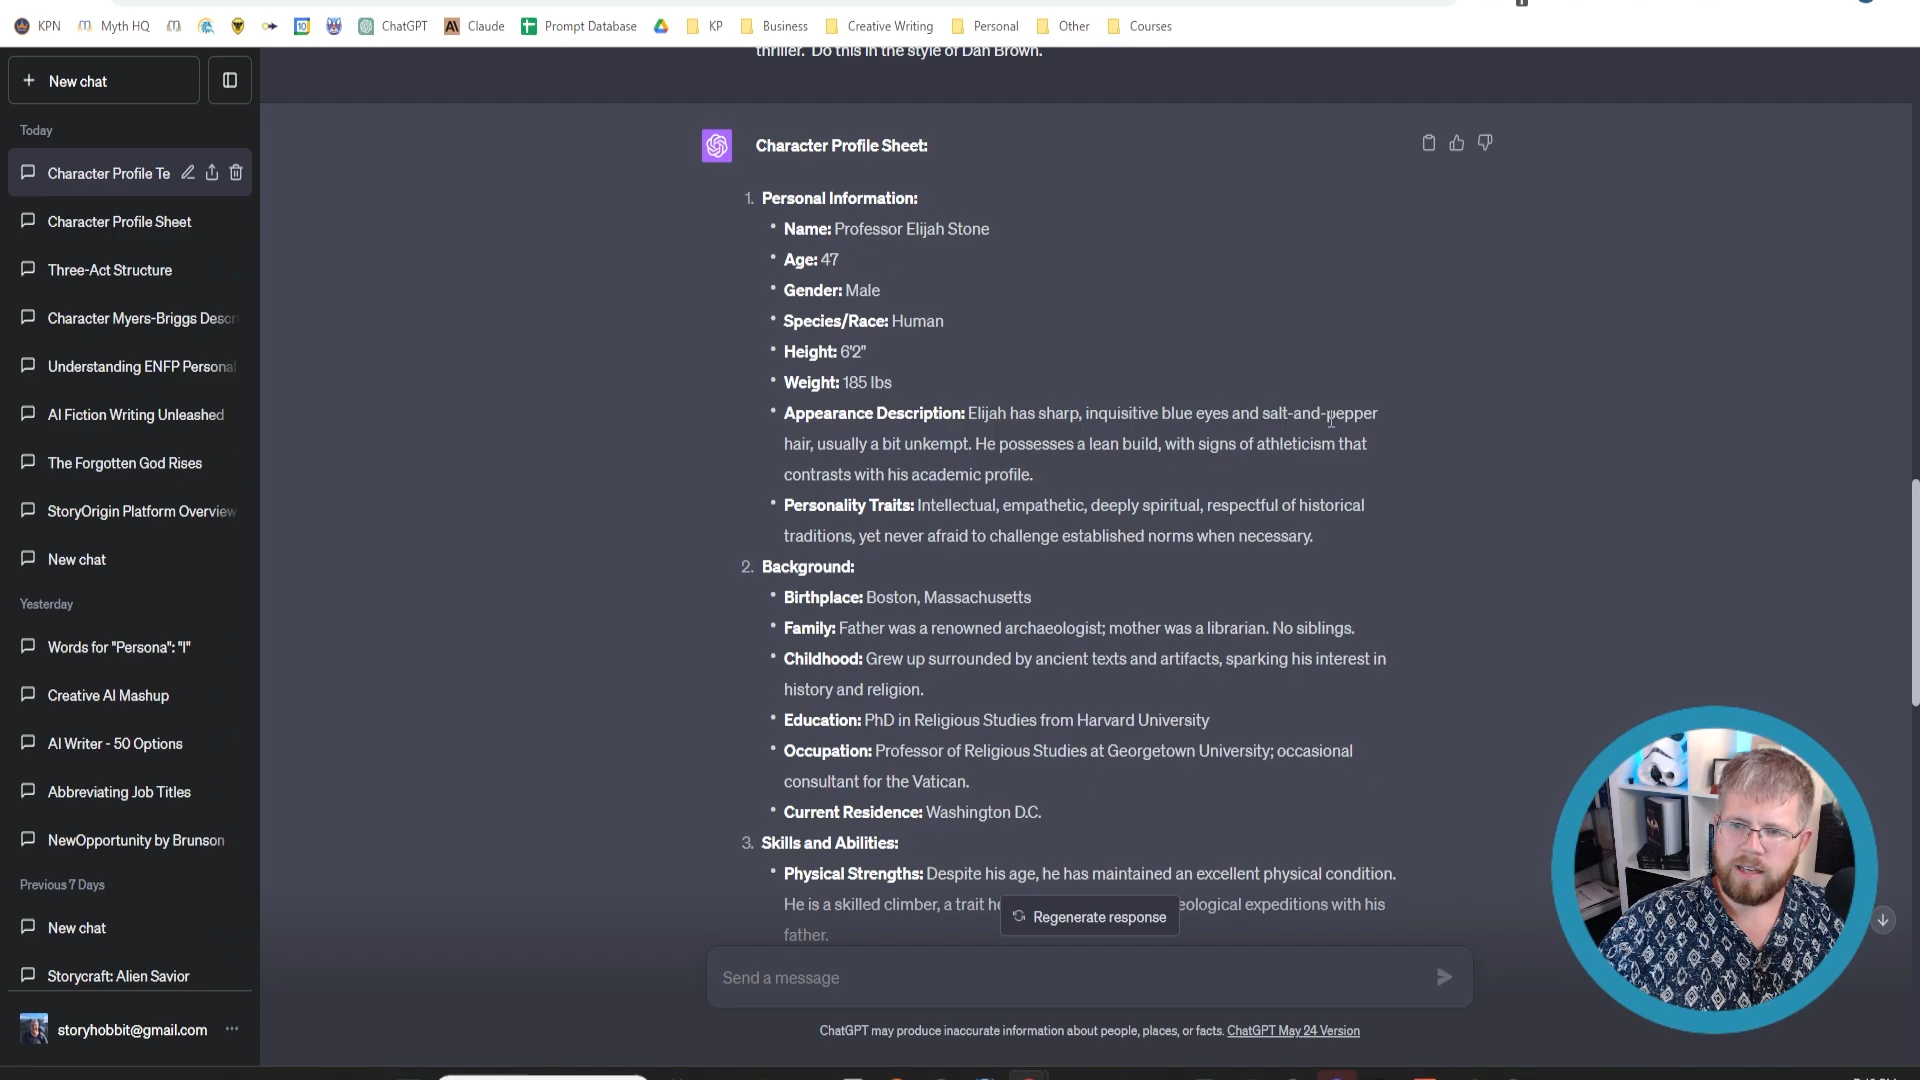 KPN
Myth HQ
ChatGPT
Claude
Prompt Database
KP
Business
Creative Writing
Personal
Other
Courses
thriller. Do this in the style of Dan Brown.
New chat
Today
Character Profile Te
Character Profile Sheet
Three-Act Structure
Character Myers-Briggs Descr
Understanding ENFP Personal
AI Fiction Writing Unleashed
The Forgotten God Rises
StoryOrigin Platform Overview
New chat
Yesterday
Words for "Persona": "I"
Creative AI Mashup
AI Writer - 50 Options
Abbreviating Job Titles
NewOpportunity by Brunson
Previous 7 Days
New chat
Storycraft: Alien Savior
storyhobbit@gmail.com
Character Profile Sheet:
1. Personal Information:
• Name: Professor Elijah Stone
• Age: 47
• Gender: Male
• Species/Race: Human
• Height: 6'2"
• Weight: 185 lbs
• Appearance Description: Elijah has sharp, inquisitive blue eyes and salt-and-pepper
hair, usually a bit unkempt. He possesses a lean build, with signs of athleticism that
contrasts with his academic profile.
• Personality Traits: Intellectual, empathetic, deeply spiritual, respectful of historical
traditions, yet never afraid to challenge established norms when necessary.
2. Background:
• Birthplace: Boston, Massachusetts
• Family: Father was a renowned archaeologist; mother was a librarian. No siblings.
• Childhood: Grew up surrounded by ancient texts and artifacts, sparking his interest in
history and religion.
• Education: PhD in Religious Studies from Harvard University
• Occupation: Professor of Religious Studies at Georgetown University; occasional
consultant for the Vatican.
• Current Residence: Washington D.C.
3. Skills and Abilities:
• Physical Strengths: Despite his age, he has maintained an excellent physical condition.
He is a skilled climber, a trait he
eological expeditions with his
father.
Regenerate response
Send a message
ChatGPT may produce inaccurate information about people, places, or facts. ChatGPT May 24 Version